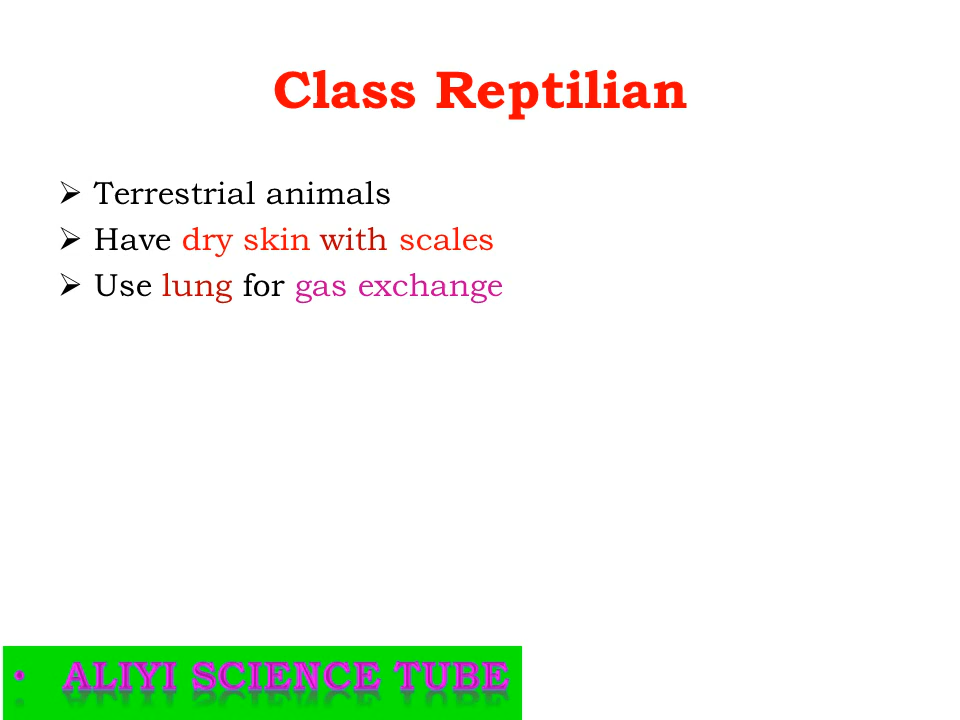 Class Reptilian
➢ Terrestrial animals
➢ Have dry skin with scales
➢ Use lung for gas exchange
• ALIYI SCIENCE TUBE